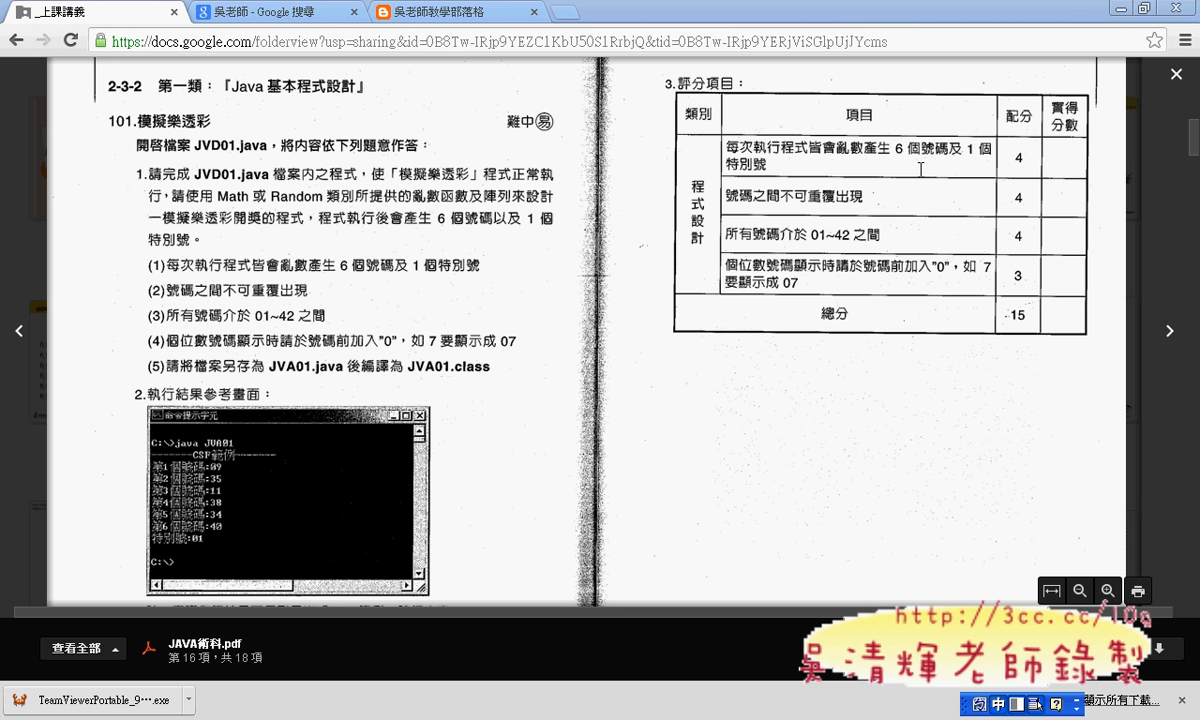 _上課講義
吳老師 - Google 搜尋
吳老師教學部落格
https://docs.google.com/folderview?usp=sharing&id=0B8Tw-IRjp9YEZC1KbU50S1RrbjQ&tid=0B8Tw-IRjp9YERjViSGlpUjJYcms
2-3-2 第一類：『Java 基本程式設計』
101.模擬樂透彩 難中易
開啓檔案 JVD01.java，將內容依下列題意作答：
1.請完成 JVD01.java 檔案內之程式，使「模擬樂透彩」程式正常執
行，請使用 Math 或 Random 類別所提供的亂數函數及陣列來設計
一模擬樂透彩開獎的程式，程式執行後會產生 6 個號碼以及 1 個
特別號。
(1)每次執行程式皆會亂數產生 6 個號碼及 1 個特別號
(2)號碼之間不可重覆出現
(3)所有號碼介於 01~42 之間
(4)個位數號碼顯示時請於號碼前加入"0"，如 7 要顯示成 07
(5)請將檔案另存為 JVA01.java 後編譯為 JVA01.class
2.執行結果參考畫面：
命令提示字元
C:\>java JVA01
-------CSF範例-------
第1個號碼:09
第2個號碼:35
第3個號碼:11
第4個號碼:38
第5個號碼:34
第6個號碼:40
特別號:01
C:\>
3.評分項目：
類別 項目 配分 實得
分數
程式設計
每次執行程式皆會亂數產生 6 個號碼及 1 個
特別號 4
號碼之間不可重覆出現 4
所有號碼介於 01~42 之間 4
個位數號碼顯示時請於號碼前加入"0"，如 7
要顯示成 07 3
總分 15
查看全部
JAVA術科.pdf
第 16 項，共 18 項
http://3cc.cc/10q
吳清輝老師錄製
TeamViewerPortable_9⋯.exe
中
顯示所有下載...